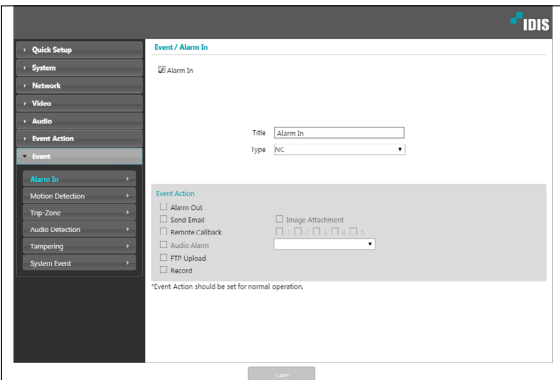 IDIS
Quick Setup
System
Network
Video
Audio
Event Action
Event
Alarm In
Motion Detection
Trip-Zone
Audio Detection
Tampering
System Event
Event / Alarm In
Alarm In
Title Alarm In
Type NC
Event Action
Alarm Out
Send Email Image Attachment
Remote Callback 1 2 3 4 5
Audio Alarm
FTP Upload
Record
*Event Action should be set for normal operation.